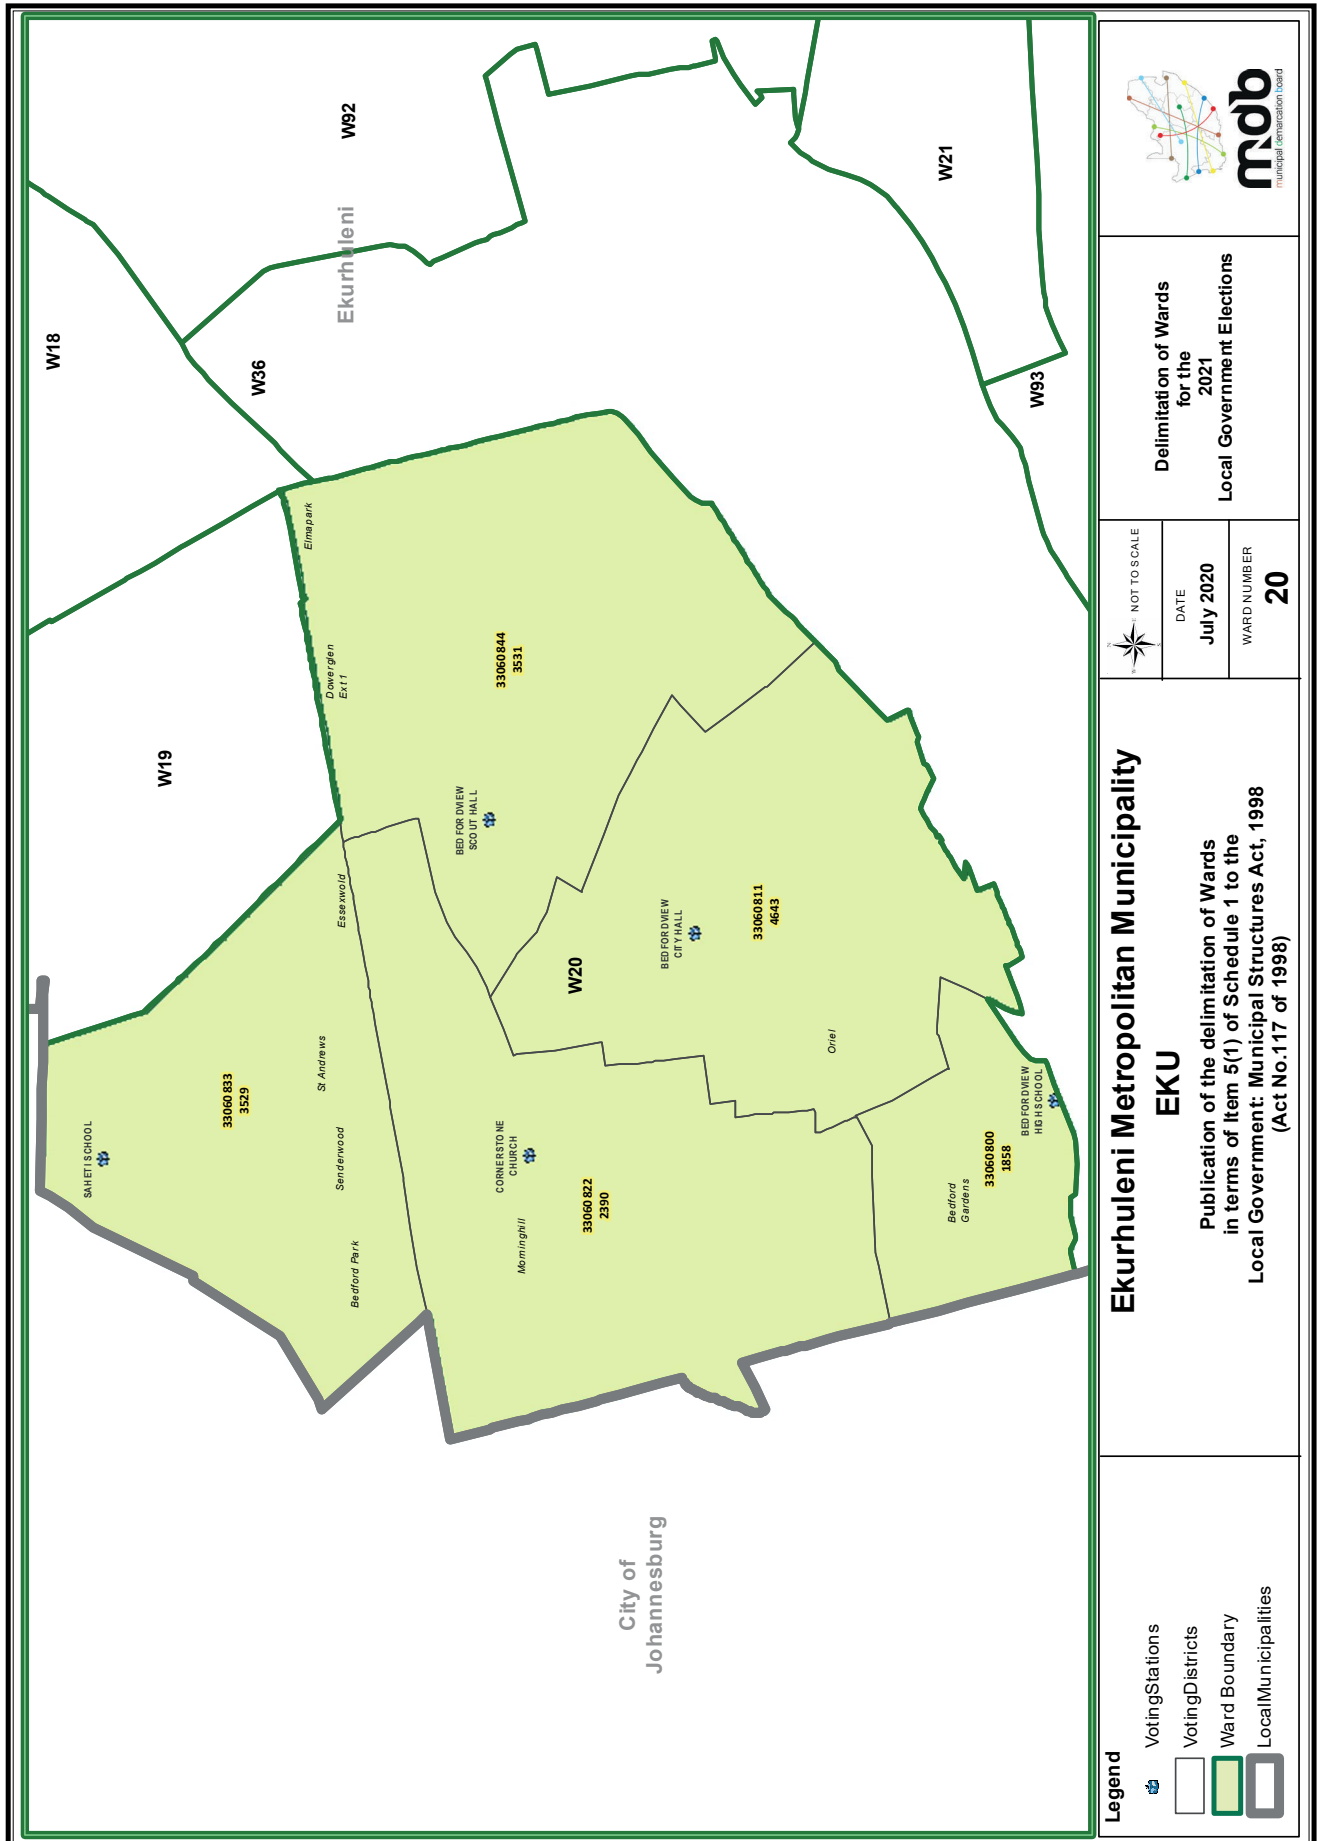 W18
W92
Ekurhuleni
W36
W19
W21
W93
Elmapark
Dowerglen
Ext1
33060844
3531
BEDFORDVIEW
SCOUT HALL
Essexwold
SAHETI SCHOOL
33060833
3529
St Andrews
Senderwood
Bedford Park
CORNERSTONE
CHURCH
33060822
2390
Morninghill
W20
BEDFORDVIEW
CITY HALL
33060811
4643
Oriel
BEDFORDVIEW
HIGH SCHOOL
33060800
1858
Bedford
Gardens
City of
Johannesburg
Legend
VotingStations
VotingDistricts
Ward Boundary
LocalMunicipalities
Ekurhuleni Metropolitan Municipality
EKU
Publication of the delimitation of Wards
in terms of Item 5(1) of Schedule 1 to the
Local Government: Municipal Structures Act, 1998
(Act No.117 of 1998)
N
W E
S
NOT TO SCALE
DATE
July 2020
WARD NUMBER
20
Delimitation of Wards
for the
2021
Local Government Elections
mdb
municipal demarcation board